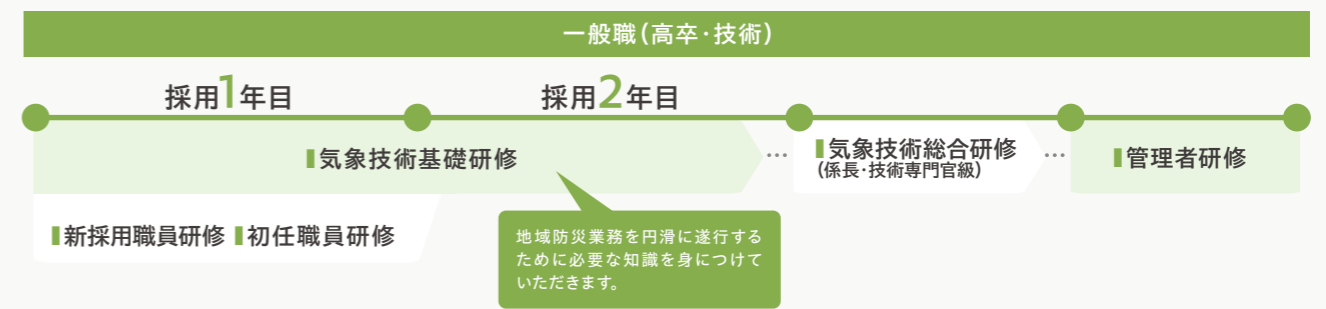 一般職(高卒・技術)
採用1年目
採用2年目
気象技術基礎研修
…
気象技術総合研修
(係長・技術専門官級)
…
管理者研修
新採用職員研修 初任職員研修
地域防災業務を円滑に遂行する
ために必要な知識を身につけて
いただきます。